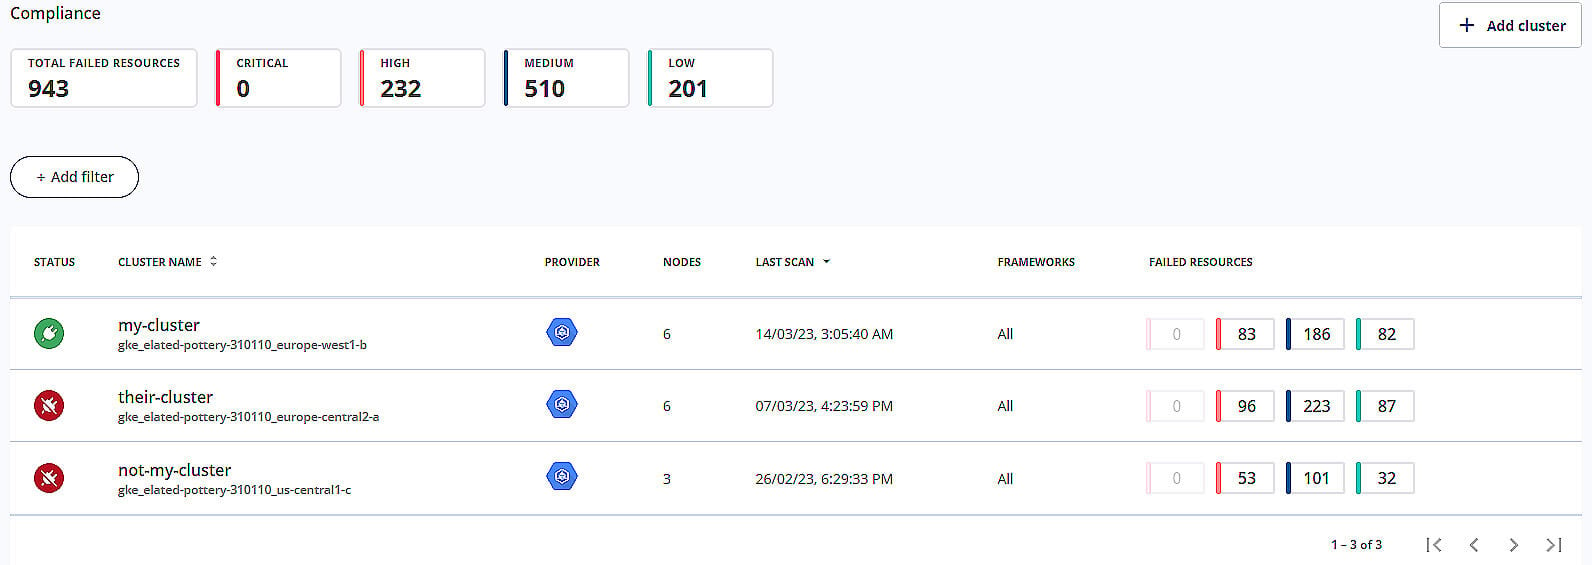 Compliance
+ Add cluster
TOTAL FAILED RESOURCES
943
CRITICAL
0
HIGH
232
MEDIUM
510
LOW
201
+ Add filter
STATUS CLUSTER NAME PROVIDER NODES LAST SCAN FRAMEWORKS FAILED RESOURCES
my-cluster
gke_elated-pottery-310110_europe-west1-b
6 14/03/23, 3:05:40 AM All 0 83 186 82
their-cluster
gke_elated-pottery-310110_europe-central2-a
6 07/03/23, 4:23:59 PM All 0 96 223 87
not-my-cluster
gke_elated-pottery-310110_us-central1-c
3 26/02/23, 6:29:33 PM All 0 53 101 32
1 – 3 of 3